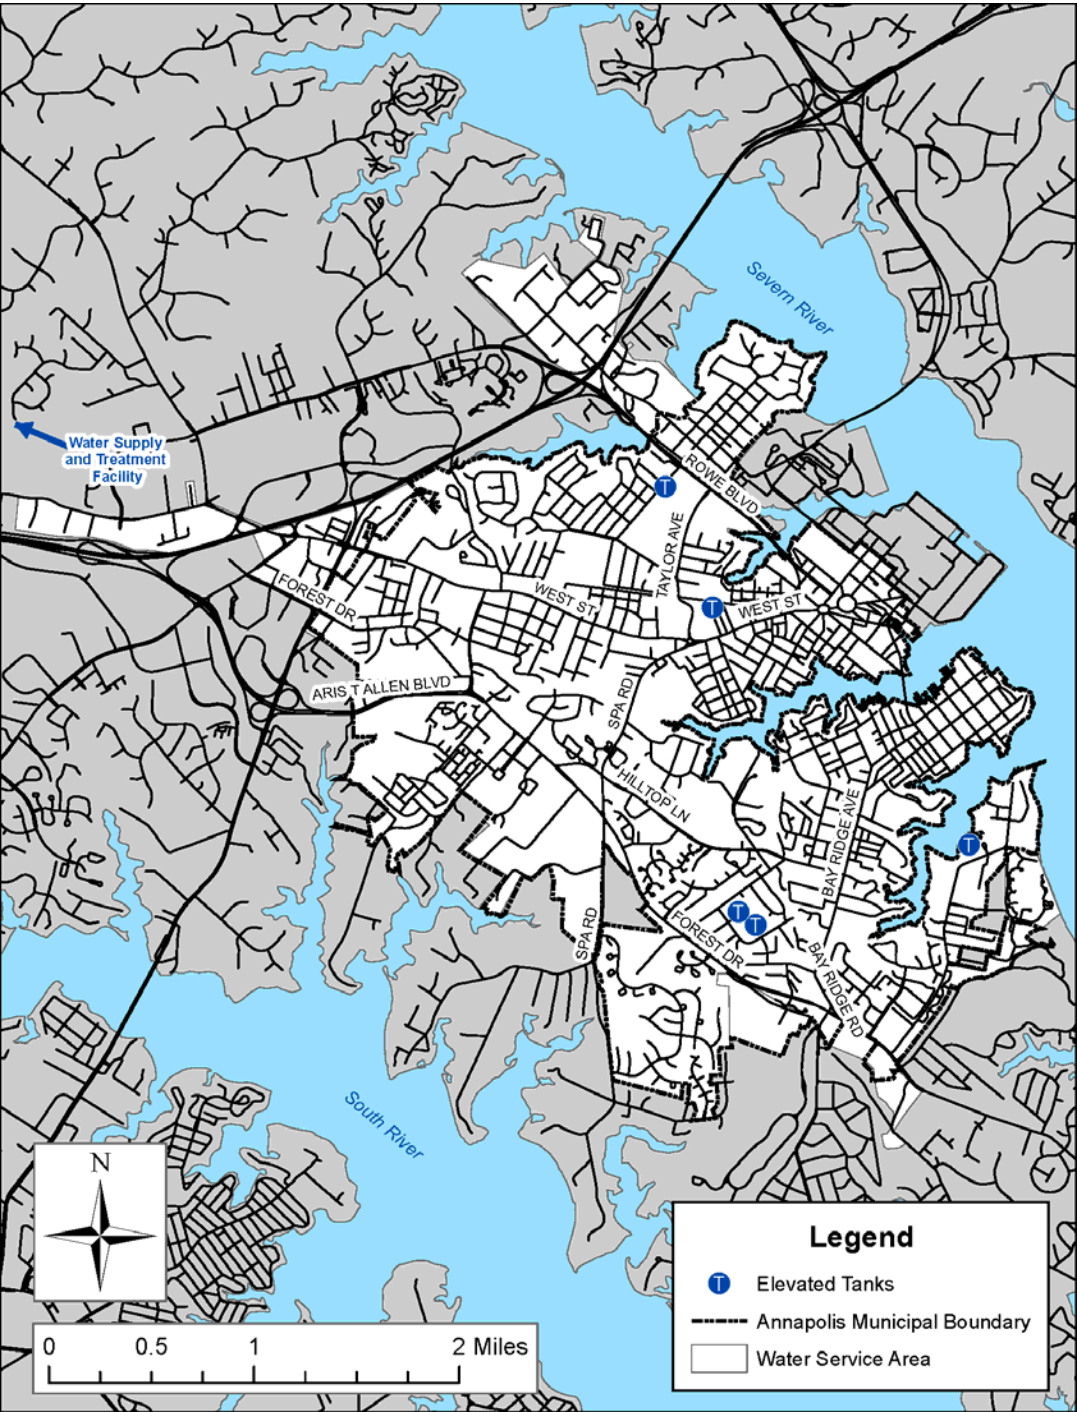 Severn River
Water Supply
and Treatment
Facility
ROWE BLVD
T
TAYLOR AVE
FOREST DR
WEST ST
T
WEST ST
ARIS T ALLEN BLVD
SPA RD
HILLTOP LN
BAY RIDGE AVE
T
T
T
SPA RD
FOREST DR
BAY RIDGE RD
South River
N
0 0.5 1 2 Miles
Legend
T Elevated Tanks
Annapolis Municipal Boundary
Water Service Area